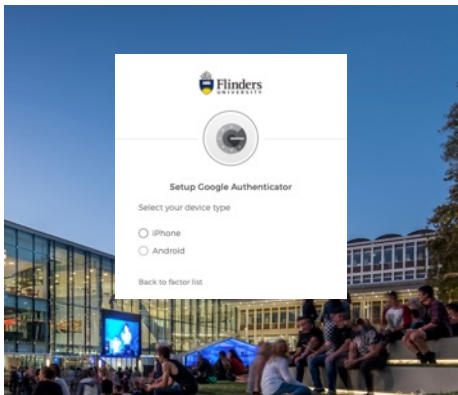 Flinders
UNIVERSITY
Setup Google Authenticator
Select your device type
iPhone
Android
Back to factor list